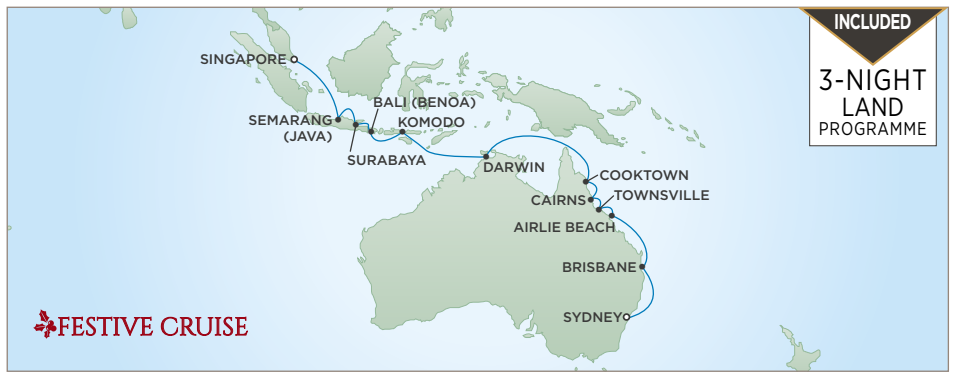 INCLUDED
3-NIGHT
LAND
PROGRAMME
SINGAPORE
BALI (BENOA)
SEMARANG
(JAVA)
KOMODO
SURABAYA
DARWIN
COOKTOWN
TOWNSVILLE
CAIRNS
AIRLIE BEACH
BRISBANE
SYDNEY
FESTIVE CRUISE